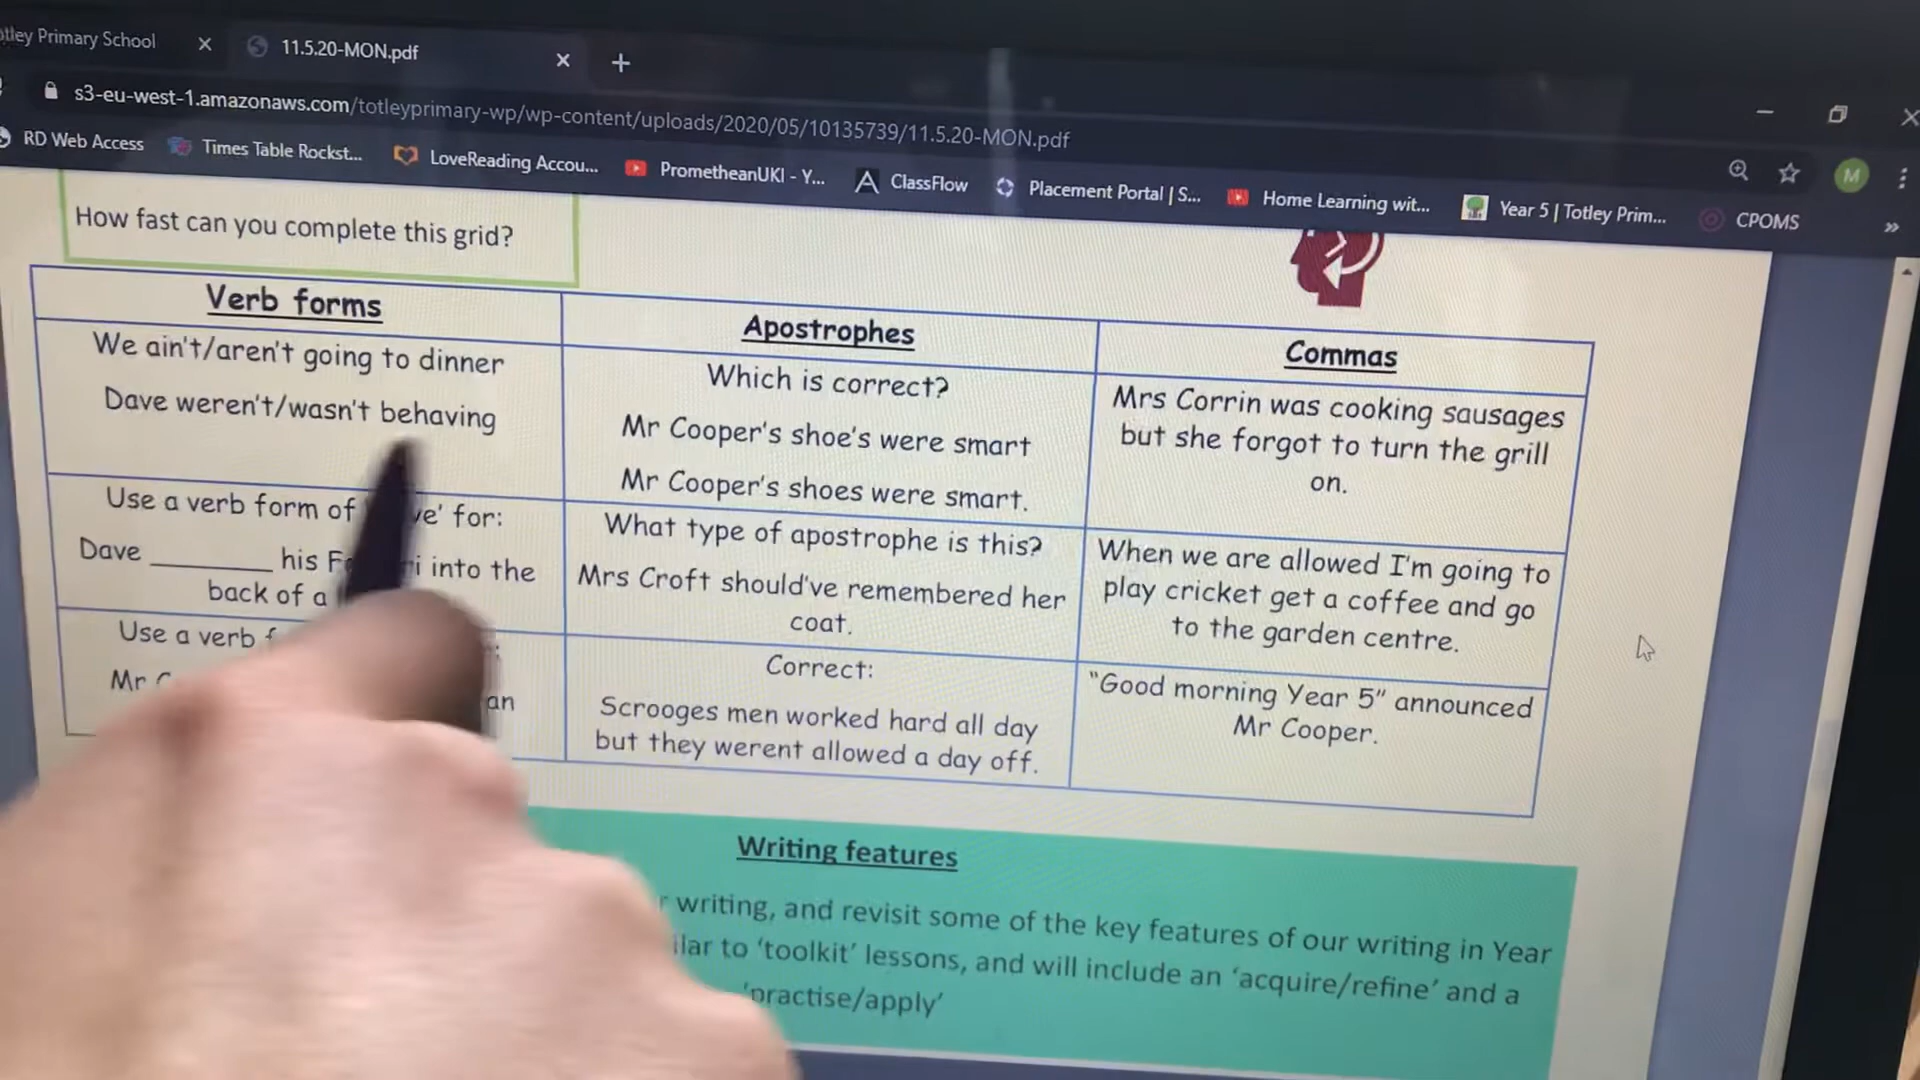 tley Primary School
11.5.20-MON.pdf
s3-eu-west-1.amazonaws.com/totleyprimary-wp/wp-content/uploads/2020/05/10135739/11.5.20-MON.pdf
RD Web Access
Times Table Rockst...
LoveReading Accou...
PrometheanUKI - Y...
ClassFlow
Placement Portal | S...
Home Learning wit...
Year 5 | Totley Prim...
CPOMS
M
How fast can you complete this grid?
Verb forms
We ain't/aren't going to dinner
Dave weren't/wasn't behaving
Use a verb form of ve' for:
Dave ________ his F i into the
back of a
Use a verb
Mr C
an
Apostrophes
Which is correct?
Mr Cooper's shoe's were smart
Mr Cooper's shoes were smart.
What type of apostrophe is this?
Mrs Croft should've remembered her
coat.
Correct:
Scrooges men worked hard all day
but they werent allowed a day off.
Commas
Mrs Corrin was cooking sausages
but she forgot to turn the grill
on.
When we are allowed I'm going to
play cricket get a coffee and go
to the garden centre.
"Good morning Year 5" announced
Mr Cooper.
Writing features
r writing, and revisit some of the key features of our writing in Year
ilar to 'toolkit' lessons, and will include an 'acquire/refine' and a
'practise/apply'